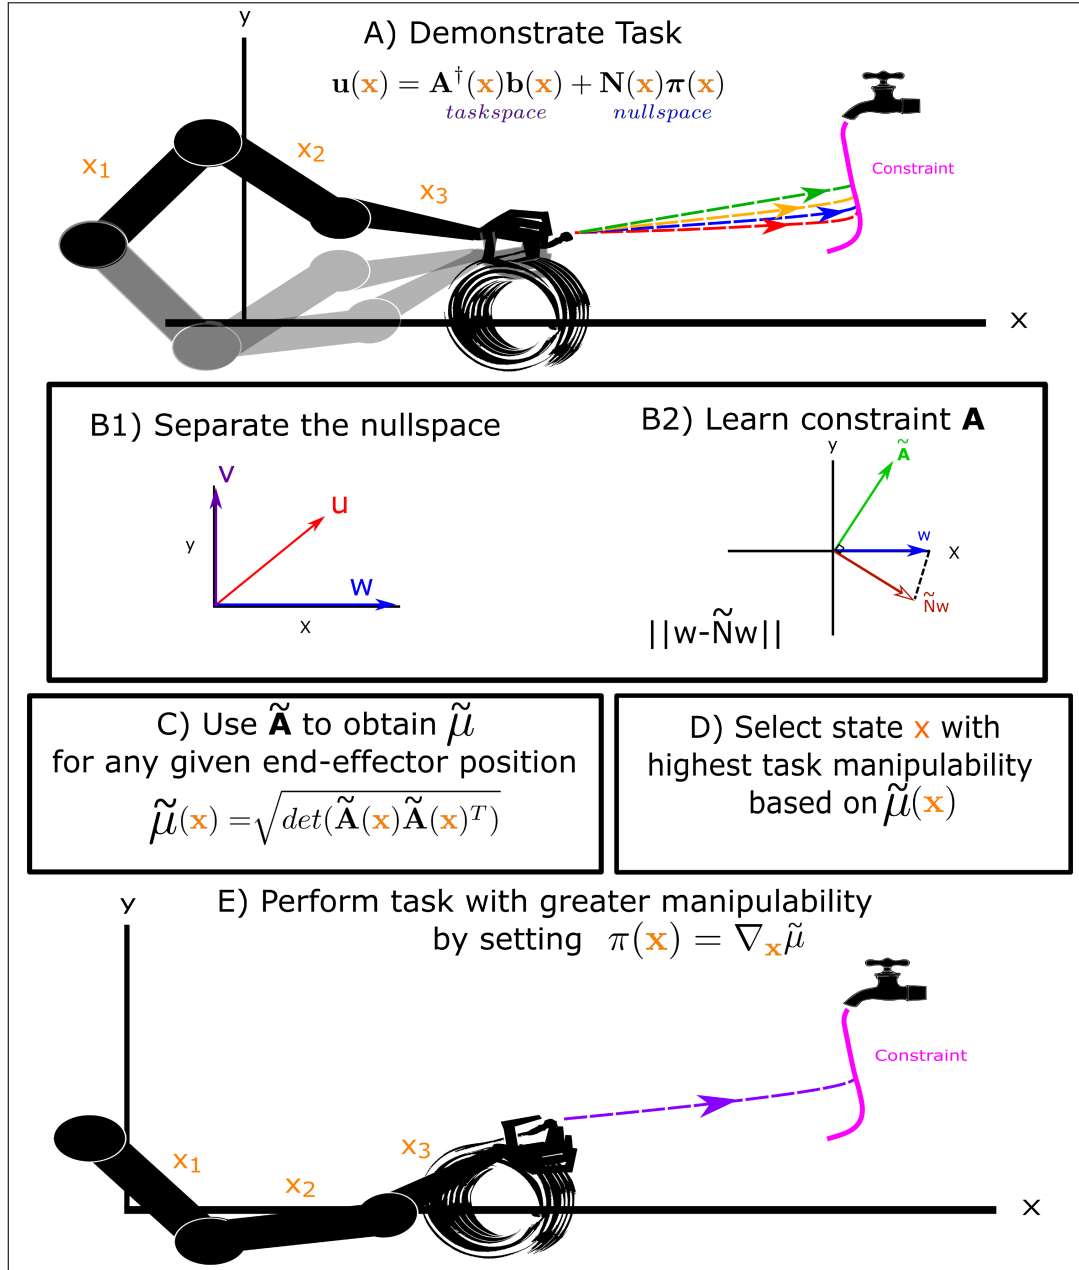 y
A) Demonstrate Task
u(x) = A†(x)b(x) + N(x)π(x)
taskspace nullspace
x₁
x₂
x₃
Constraint
X
B1) Separate the nullspace
v
u
y
w
X
B2) Learn constraint A
y
Ã
w
X
Ñw
||w-Ñw||
C) Use Ã to obtain μ̃
for any given end-effector position
μ̃(x) =√det(Ã(x)Ã(x)ᵀ)
D) Select state x with
highest task manipulability
based on μ̃(x)
E) Perform task with greater manipulability
by setting π(x) = ∇ₓμ̃
y
Constraint
x₁
x₂
x₃
X